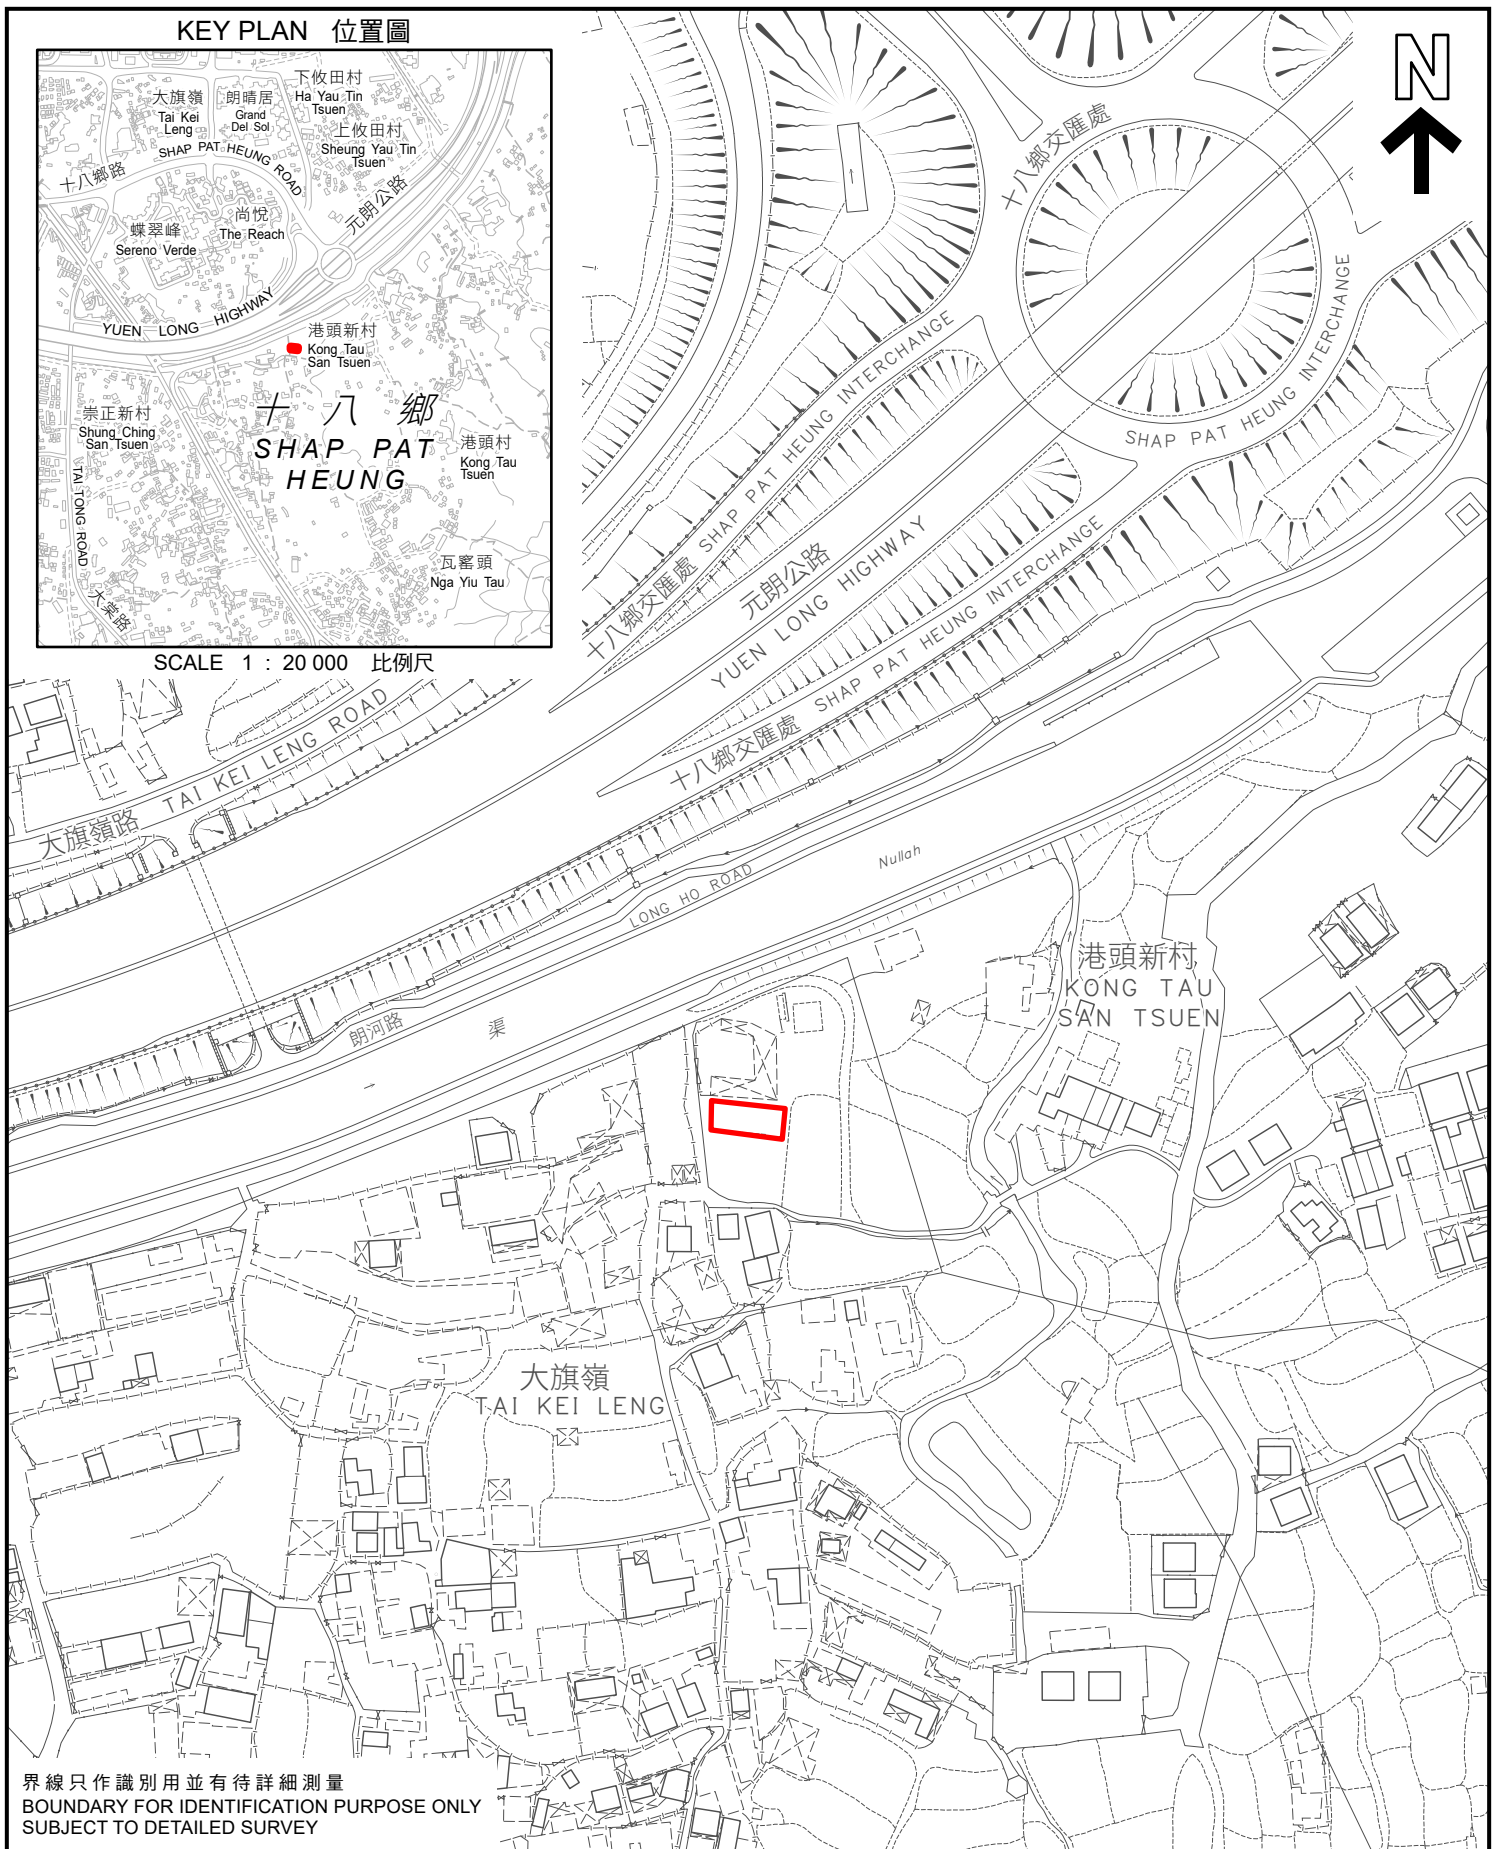 KEY PLAN 位置圖
下攸田村
Ha Yau Tin
Tsuen
大旗嶺
Tai Kei
Leng
朗晴居
Grand
Del Sol
上攸田村
Sheung Yau Tin
Tsuen
SHAP PAT HEUNG ROAD
十八鄉路
元朗公路
尚悅
The Reach
蝶翠峰
Sereno Verde
YUEN LONG HIGHWAY
港頭新村
Kong Tau
San Tsuen
崇正新村
Shung Ching
San Tsuen
十八鄉
SHAP PAT
HEUNG
港頭村
Kong Tau
Tsuen
TAI TONG ROAD
大棠路
瓦窰頭
Nga Yiu Tau
SCALE 1 : 20 000 比例尺
N
十八鄉交匯處
SHAP PAT HEUNG INTERCHANGE
十八鄉交匯處 SHAP PAT HEUNG INTERCHANGE
元朗公路
YUEN LONG HIGHWAY
十八鄉交匯處 SHAP PAT HEUNG INTERCHANGE
大旗嶺路 TAI KEI LENG ROAD
Nullah
LONG HO ROAD
朗河路
渠
港頭新村
KONG TAU
SAN TSUEN
大旗嶺
TAI KEI LENG
界線只作識別用並有待詳細測量
BOUNDARY FOR IDENTIFICATION PURPOSE ONLY
SUBJECT TO DETAILED SURVEY